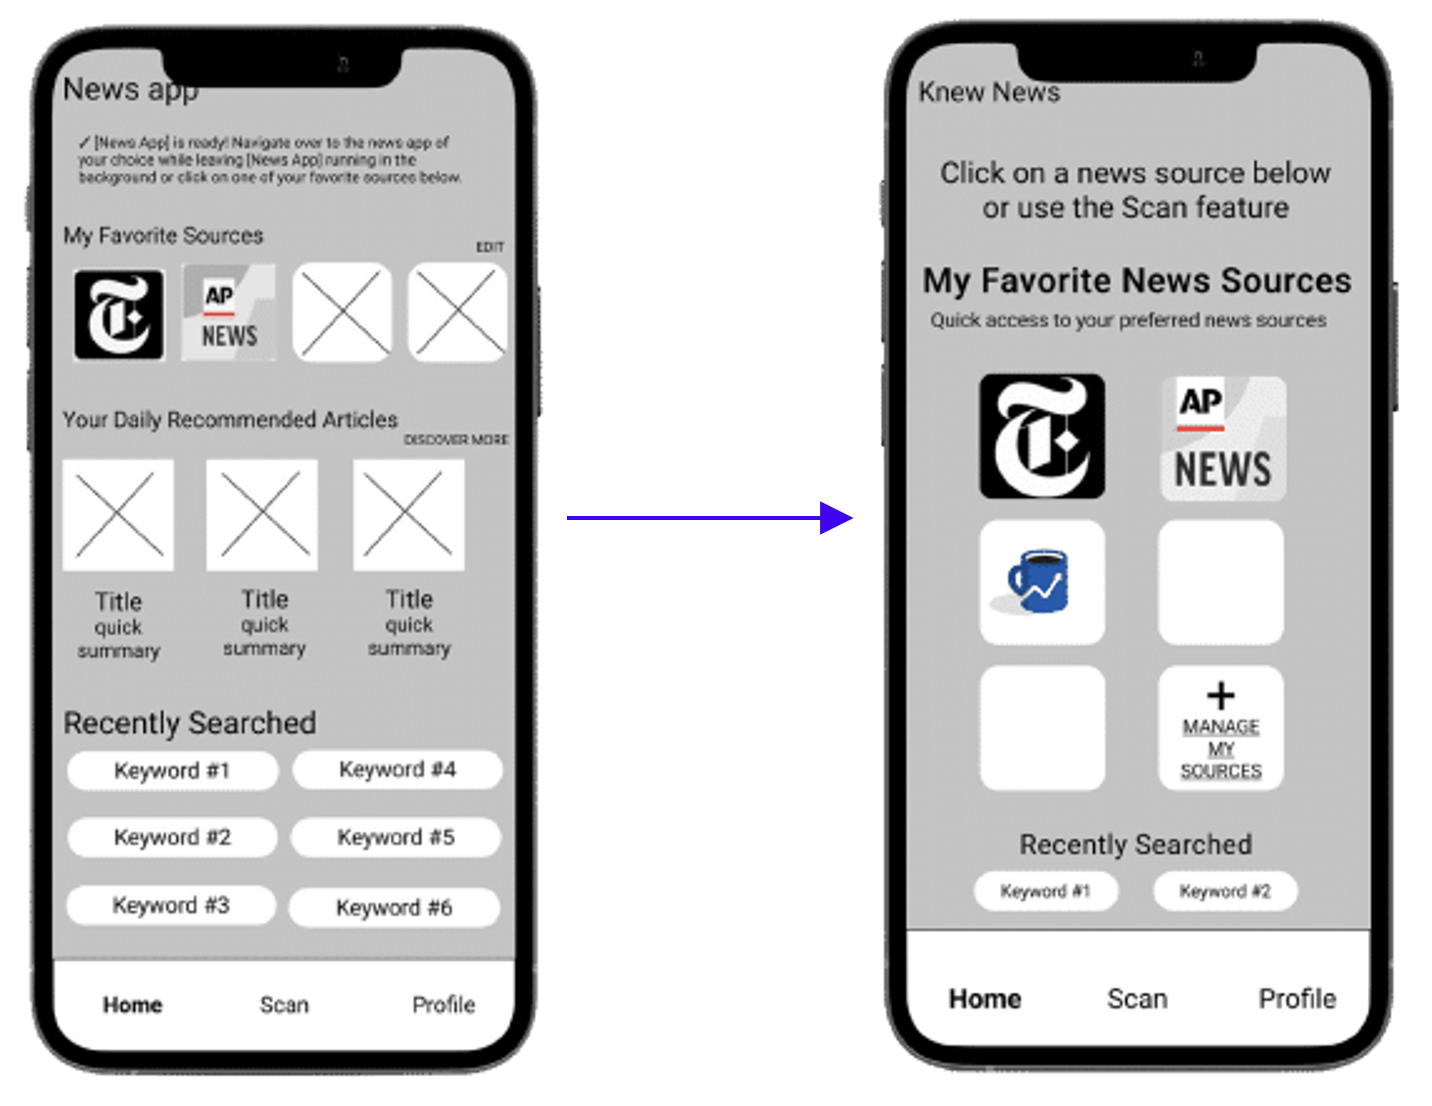 News app
✓ [News App] is ready! Navigate over to the news app of
your choice while leaving [News App] running in the
background or click on one of your favorite sources below.
My Favorite Sources
EDIT
AP
NEWS
Your Daily Recommended Articles
DISCOVER MORE
Title
quick
summary
Title
quick
summary
Title
quick
summary
Recently Searched
Keyword #1
Keyword #4
Keyword #2
Keyword #5
Keyword #3
Keyword #6
Home
Scan
Profile
Knew News
Click on a news source below
or use the Scan feature
My Favorite News Sources
Quick access to your preferred news sources
AP
NEWS
+
MANAGE
MY
SOURCES
Recently Searched
Keyword #1
Keyword #2
Home
Scan
Profile